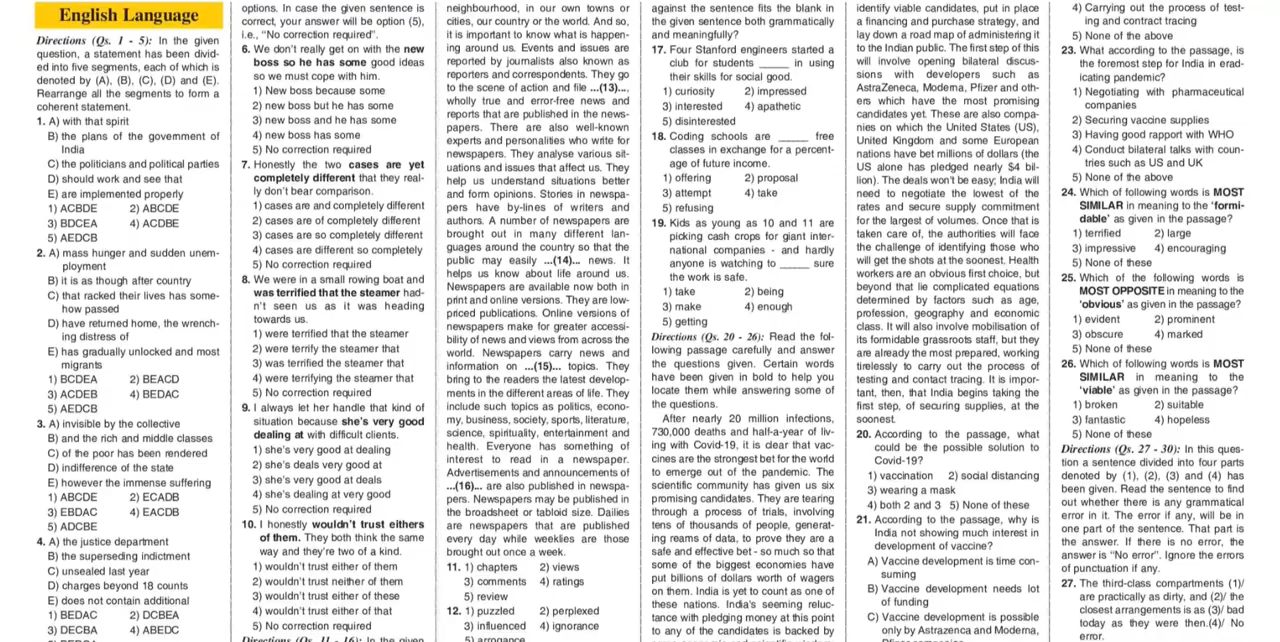 English Language
Directions (Qs. 1 - 5): In the given
question, a statement has been divid-
ed into five segments, each of which is
denoted by (A), (B), (C), (D) and (E).
Rearrange all the segments to form a
coherent statement.
1. A) with that spirit
B) the plans of the government of
India
C) the politicians and political parties
D) should work and see that
E) are implemented properly
1) ACBDE 2) ABCDE
3) BDCEA 4) ACDBE
5) AEDCB
2. A) mass hunger and sudden unem-
ployment
B) it is as though after country
C) that racked their lives has some-
how passed
D) have returned home, the wrench-
ing distress of
E) has gradually unlocked and most
migrants
1) BCDEA 2) BEACD
3) ACDEB 4) BEDAC
5) AEDCB
3. A) invisible by the collective
B) and the rich and middle classes
C) of the poor has been rendered
D) indifference of the state
E) however the immense suffering
1) ABCDE 2) ECADB
3) EBDAC 4) EACDB
5) ADCBE
4. A) the justice department
B) the superseding indictment
C) unsealed last year
D) charges beyond 18 counts
E) does not contain additional
1) BEDAC 2) DCBEA
3) DECBA 4) ABEDC
options. In case the given sentence is
correct, your answer will be option (5),
i.e., "No correction required".
6. We don't really get on with the new
boss so he has some good ideas
so we must cope with him.
1) New boss because some
2) new boss but he has some
3) new boss and he has some
4) new boss has some
5) No correction required
7. Honestly the two cases are yet
completely different that they real-
ly don't bear comparison.
1) cases are and completely different
2) cases are of completely different
3) cases are so completely different
4) cases are different so completely
5) No correction required
8. We were in a small rowing boat and
was terrified that the steamer had-
n't seen us as it was heading
towards us.
1) were terrified that the steamer
2) were terrify the steamer that
3) was terrified the steamer that
4) were terrifying the steamer that
5) No correction required
9. I always let her handle that kind of
situation because she's very good
dealing at with difficult clients.
1) she's very good at dealing
2) she's deals very good at
3) she's very good at deals
4) she's dealing at very good
5) No correction required
10. I honestly wouldn't trust eithers
of them. They both think the same
way and they're two of a kind.
1) wouldn't trust either of them
2) wouldn't trust neither of them
3) wouldn't trust either of these
4) wouldn't trust either of that
5) No correction required
Directions (Qs. 11 - 16): In the given
neighbourhood, in our own towns or
cities, our country or the world. And so,
it is important to know what is happen-
ing around us. Events and issues are
reported by journalists also known as
reporters and correspondents. They go
to the scene of action and file ...(13)...,
wholly true and error-free news and
reports that are published in the news-
papers. There are also well-known
experts and personalities who write for
newspapers. They analyse various sit-
uations and issues that affect us. They
help us understand situations better
and form opinions. Stories in newspa-
pers have by-lines of writers and
authors. A number of newspapers are
brought out in many different lan-
guages around the country so that the
public may easily ...(14)... news. It
helps us know about life around us.
Newspapers are available now both in
print and online versions. They are low-
priced publications. Online versions of
newspapers make for greater accessi-
bility of news and views from across the
world. Newspapers carry news and
information on ...(15)... topics. They
bring to the readers the latest develop-
ments in the different areas of life. They
include such topics as politics, econo-
my, business, society, sports, literature,
science, spirituality, entertainment and
health. Everyone has something of
interest to read in a newspaper.
Advertisements and announcements of
...(16)... are also published in newspa-
pers. Newspapers may be published in
the broadsheet or tabloid size. Dailies
are newspapers that are published
every day while weeklies are those
brought out once a week.
11. 1) chapters 2) views
3) comments 4) ratings
5) review
12. 1) puzzled 2) perplexed
3) influenced 4) ignorance
5) arrogance
against the sentence fits the blank in
the given sentence both grammatically
and meaningfully?
17. Four Stanford engineers started a
club for students _____ in using
their skills for social good.
1) curiosity 2) impressed
3) interested 4) apathetic
5) disinterested
18. Coding schools are _____ free
classes in exchange for a percent-
age of future income.
1) offering 2) proposal
3) attempt 4) take
5) refusing
19. Kids as young as 10 and 11 are
picking cash crops for giant inter-
national companies - and hardly
anyone is watching to _____ sure
the work is safe.
1) take 2) being
3) make 4) enough
5) getting
Directions (Qs. 20 - 26): Read the fol-
lowing passage carefully and answer
the questions given. Certain words
have been given in bold to help you
locate them while answering some of
the questions.
After nearly 20 million infections,
730,000 deaths and half-a-year of liv-
ing with Covid-19, it is clear that vac-
cines are the strongest bet for the world
to emerge out of the pandemic. The
scientific community has given us six
promising candidates. They are tearing
through a process of trials, involving
tens of thousands of people, generat-
ing reams of data, to prove they are a
safe and effective bet - so much so that
some of the biggest economies have
put billions of dollars worth of wagers
on them. India is yet to count as one of
these nations. India's seeming reluc-
tance with pledging money at this point
to any of the candidates is backed by
identify viable candidates, put in place
a financing and purchase strategy, and
lay down a road map of administering it
to the Indian public. The first step of this
will involve opening bilateral discus-
sions with developers such as
AstraZeneca, Moderna, Pfizer and oth-
ers which have the most promising
candidates yet. These are also compa-
nies on which the United States (US),
United Kingdom and some European
nations have bet millions of dollars (the
US alone has pledged nearly $4 bil-
lion). The deals won't be easy; India will
need to negotiate the lowest of the
rates and secure supply commitment
for the largest of volumes. Once that is
taken care of, the authorities will face
the challenge of identifying those who
will get the shots at the soonest. Health
workers are an obvious first choice, but
beyond that lie complicated equations
determined by factors such as age,
profession, geography and economic
class. It will also involve mobilisation of
its formidable grassroots staff, but they
are already the most prepared, working
tirelessly to carry out the process of
testing and contact tracing. It is impor-
tant, then, that India begins taking the
first step, of securing supplies, at the
soonest.
20. According to the passage, what
could be the possible solution to
Covid-19?
1) vaccination 2) social distancing
3) wearing a mask
4) both 2 and 3 5) None of these
21. According to the passage, why is
India not showing much interest in
development of vaccine?
A) Vaccine development is time con-
suming
B) Vaccine development needs lot
of funding
C) Vaccine development is possible
only by Astrazenca and Moderna,
4) Carrying out the process of test-
ing and contract tracing
5) None of the above
23. What according to the passage, is
the foremost step for India in erad-
icating pandemic?
1) Negotiating with pharmaceutical
companies
2) Securing vaccine supplies
3) Having good rapport with WHO
4) Conduct bilateral talks with coun-
tries such as US and UK
5) None of the above
24. Which of following words is MOST
SIMILAR in meaning to the 'formi-
dable' as given in the passage?
1) terrified 2) large
3) impressive 4) encouraging
5) None of these
25. Which of the following words is
MOST OPPOSITE in meaning to the
'obvious' as given in the passage?
1) evident 2) prominent
3) obscure 4) marked
5) None of these
26. Which of following words is MOST
SIMILAR in meaning to the
'viable' as given in the passage?
1) broken 2) suitable
3) fantastic 4) hopeless
5) None of these
Directions (Qs. 27 - 30): In this ques-
tion a sentence divided into four parts
denoted by (1), (2), (3) and (4) has
been given. Read the sentence to find
out whether there is any grammatical
error in it. The error if any, will be in
one part of the sentence. That part is
the answer. If there is no error, the
answer is "No error". Ignore the errors
of punctuation if any.
27. The third-class compartments (1)/
are practically as dirty, and (2)/ the
closest arrangements is as (3)/ bad
today as they were then.(4)/ No
error.